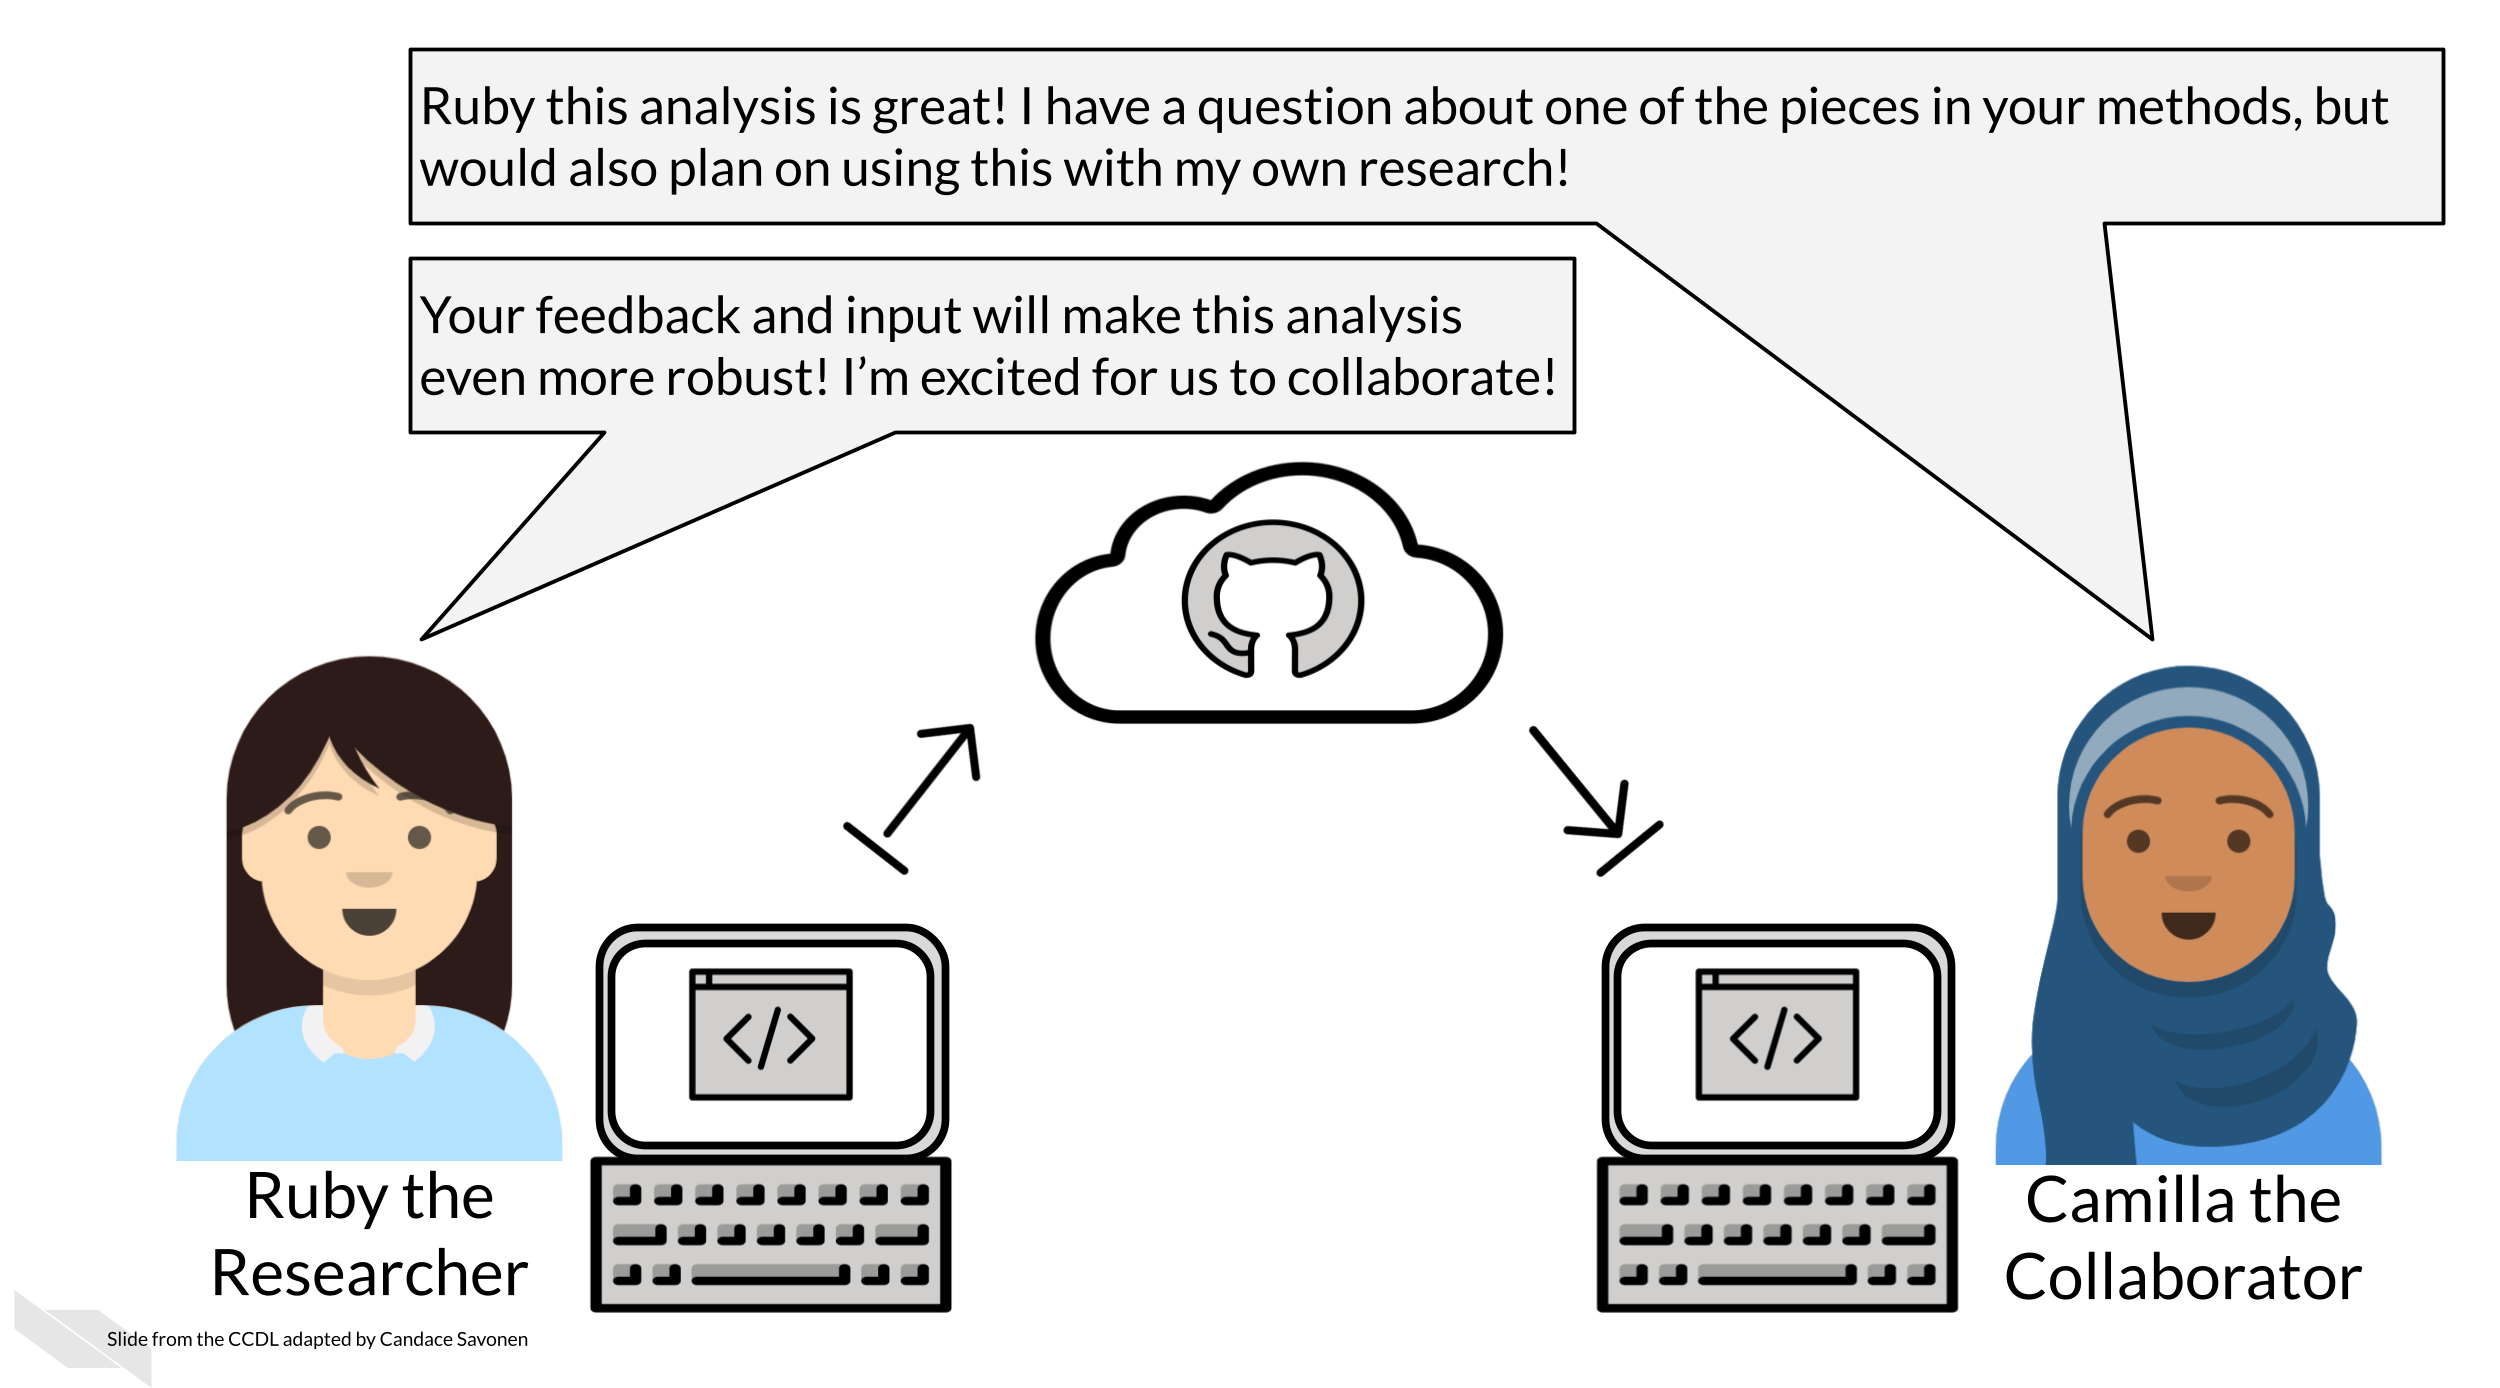 Ruby this analysis is great! I have a question about one of the pieces in your methods, but
would also plan on using this with my own research!
Your feedback and input will make this analysis
even more robust! I’m excited for us to collaborate!
</>
</>
Ruby the
Researcher
Camilla the
Collaborator
Slide from the CCDL adapted by Candace Savonen